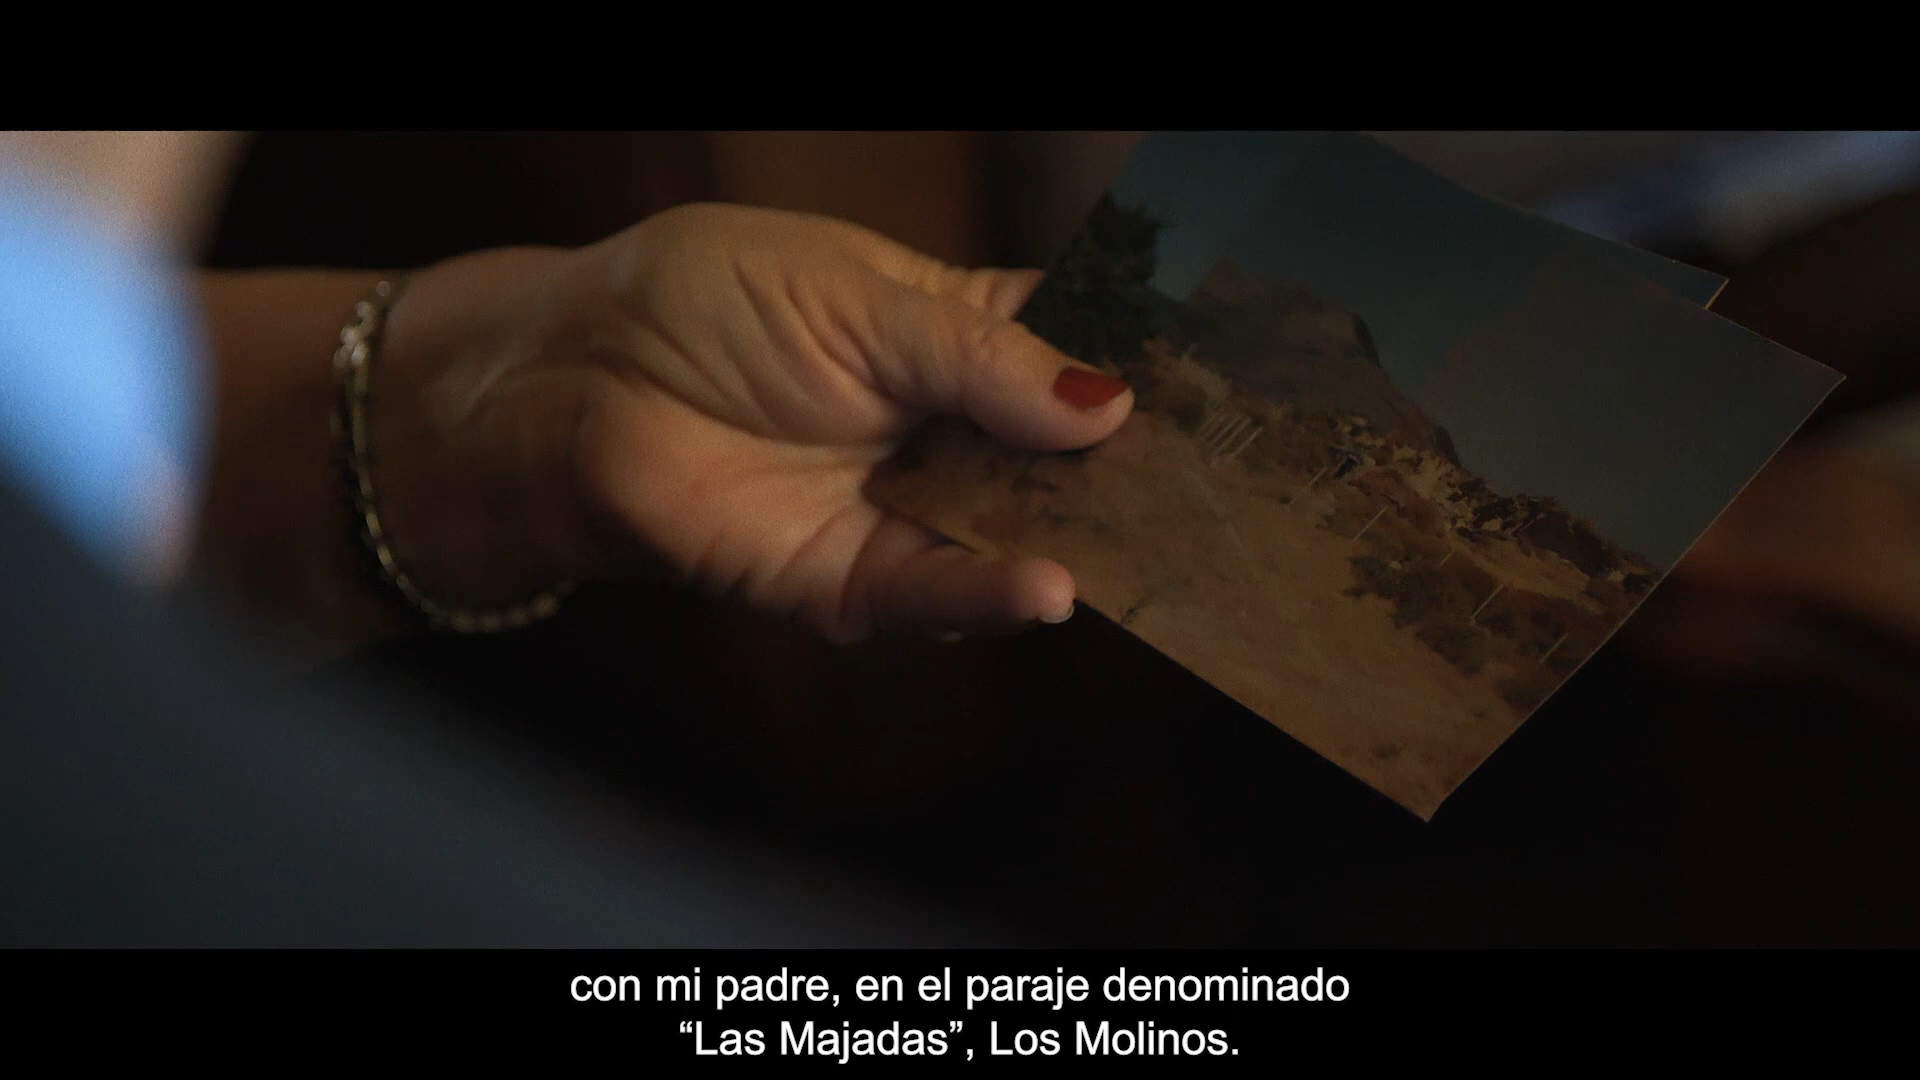 con mi padre, en el paraje denominado
“Las Majadas”, Los Molinos.